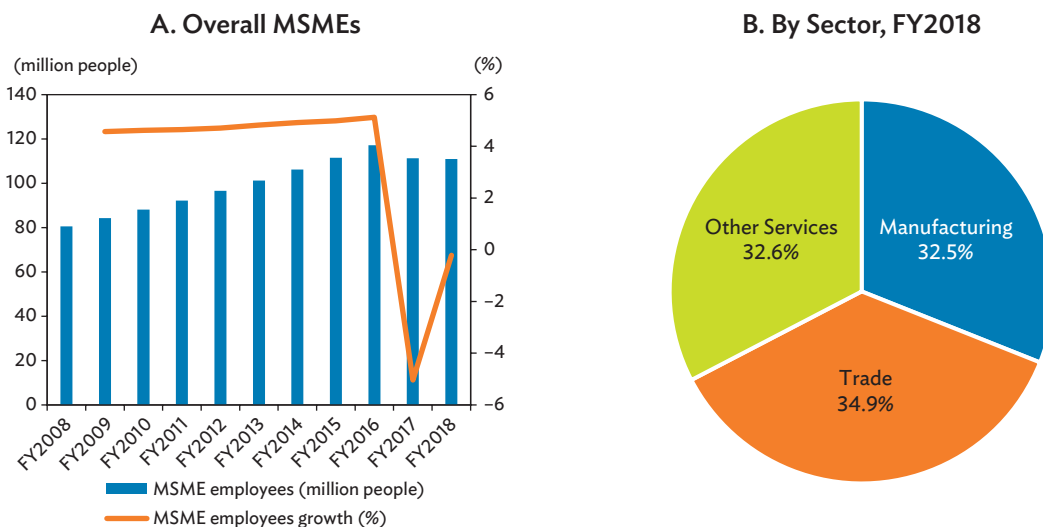 A. Overall MSMEs
(million people)
(%)
140
120
100
80
60
40
20
0
6
4
2
0
−2
−4
−6
FY2008
FY2009
FY2010
FY2011
FY2012
FY2013
FY2014
FY2015
FY2016
FY2017
FY2018
MSME employees (million people)
MSME employees growth (%)
B. By Sector, FY2018
Other Services
32.6%
Manufacturing
32.5%
Trade
34.9%